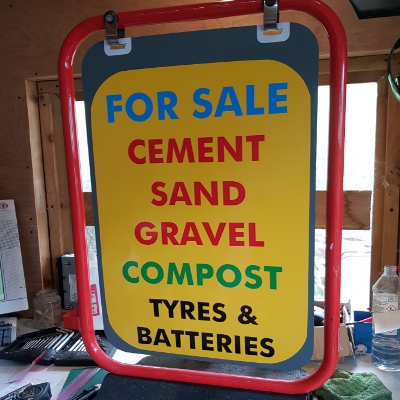 FOR SALE
CEMENT
SAND
GRAVEL
COMPOST
TYRES &
BATTERIES